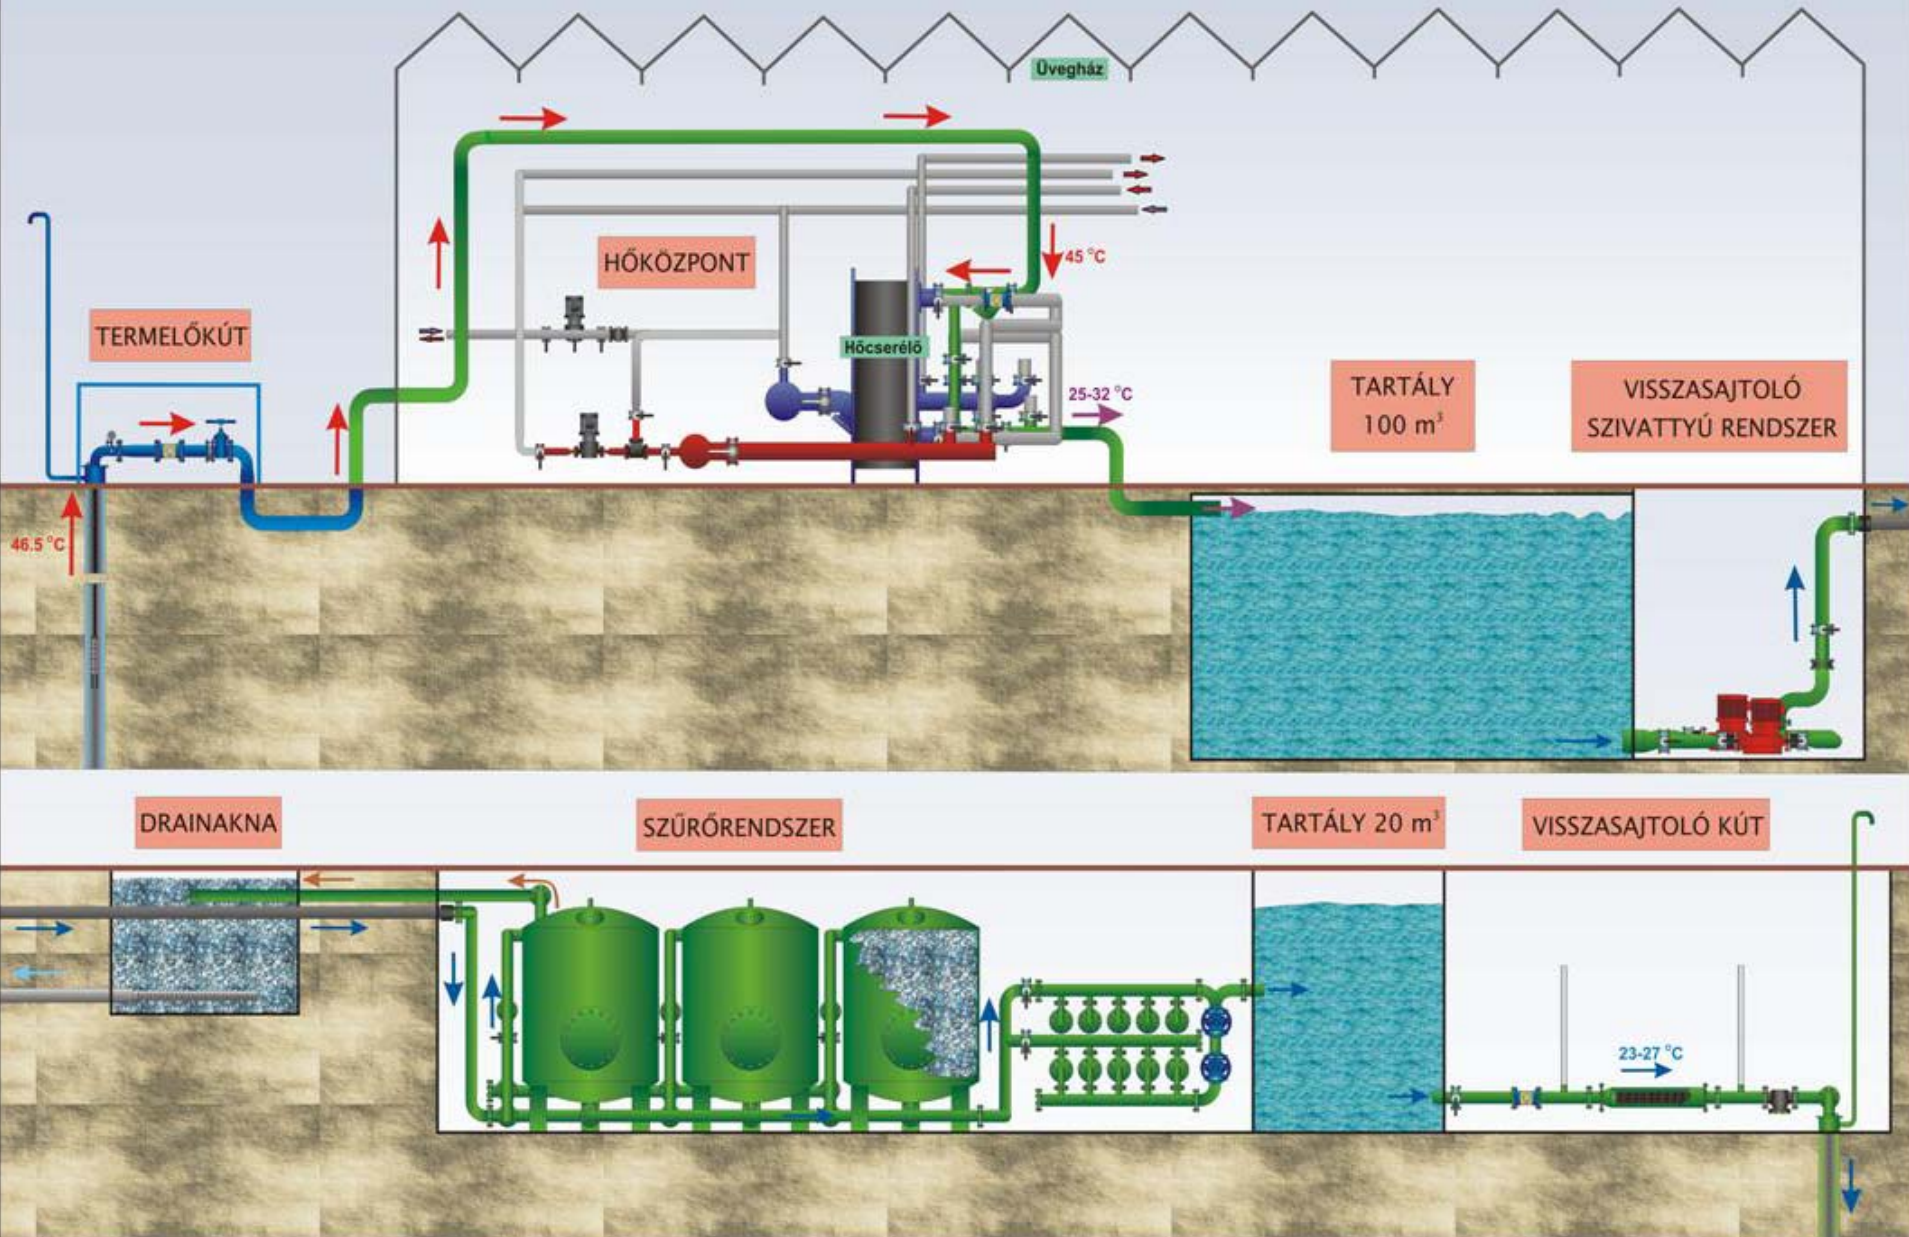 Üvegház
HŐKÖZPONT
45 °C
TERMELŐKÚT
Hőcserélő
25-32 °C
TARTÁLY
100 m³
VISSZASAJTOLÓ
SZIVATTYÚ RENDSZER
46.5 °C
DRAINAKNA
SZŰRŐRENDSZER
TARTÁLY 20 m³
VISSZASAJTOLÓ KÚT
23-27 °C